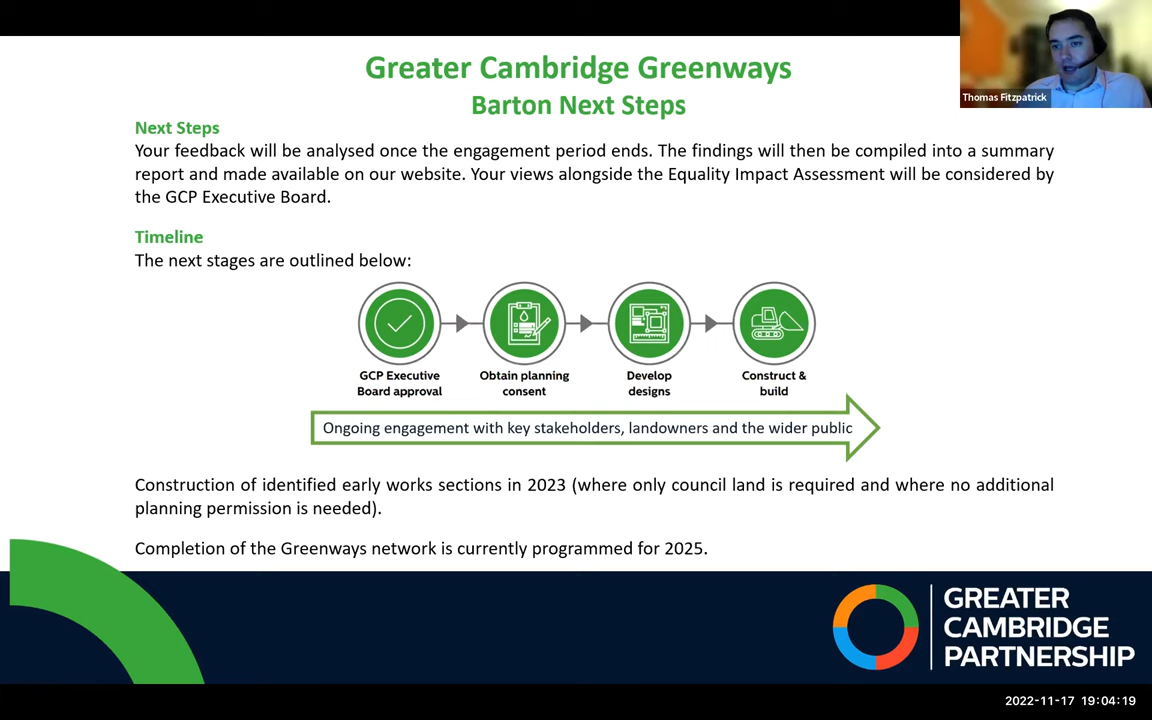 Greater Cambridge Greenways
Barton Next Steps
Thomas Fitzpatrick
Next Steps
Your feedback will be analysed once the engagement period ends. The findings will then be compiled into a summary
report and made available on our website. Your views alongside the Equality Impact Assessment will be considered by
the GCP Executive Board.
Timeline
The next stages are outlined below:
GCP Executive
Board approval
Obtain planning
consent
Develop
designs
Construct &
build
Ongoing engagement with key stakeholders, landowners and the wider public
Construction of identified early works sections in 2023 (where only council land is required and where no additional
planning permission is needed).
Completion of the Greenways network is currently programmed for 2025.
GREATER
CAMBRIDGE
PARTNERSHIP
2022-11-17 19:04:19